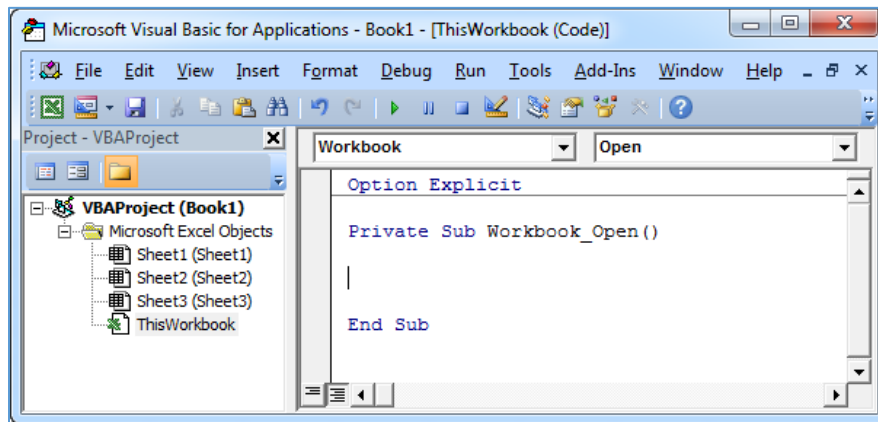 Microsoft Visual Basic for Applications - Book1 - [ThisWorkbook (Code)]
File Edit View Insert Format Debug Run Tools Add-Ins Window Help
Project - VBAProject
Workbook Open
VBAProject (Book1)
Microsoft Excel Objects
Sheet1 (Sheet1)
Sheet2 (Sheet2)
Sheet3 (Sheet3)
ThisWorkbook
Option Explicit
Private Sub Workbook_Open()
End Sub